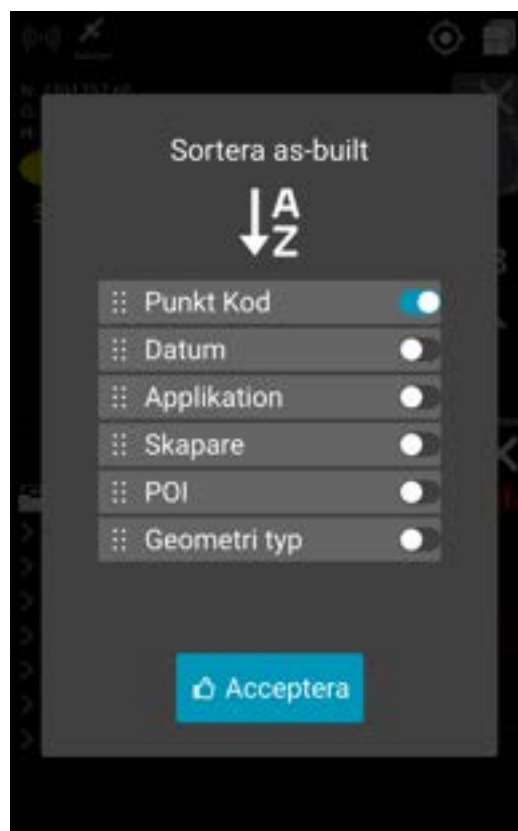 Sortera as-built
A
Z
Punkt Kod
Datum
Applikation
Skapare
POI
Geometri typ
Acceptera